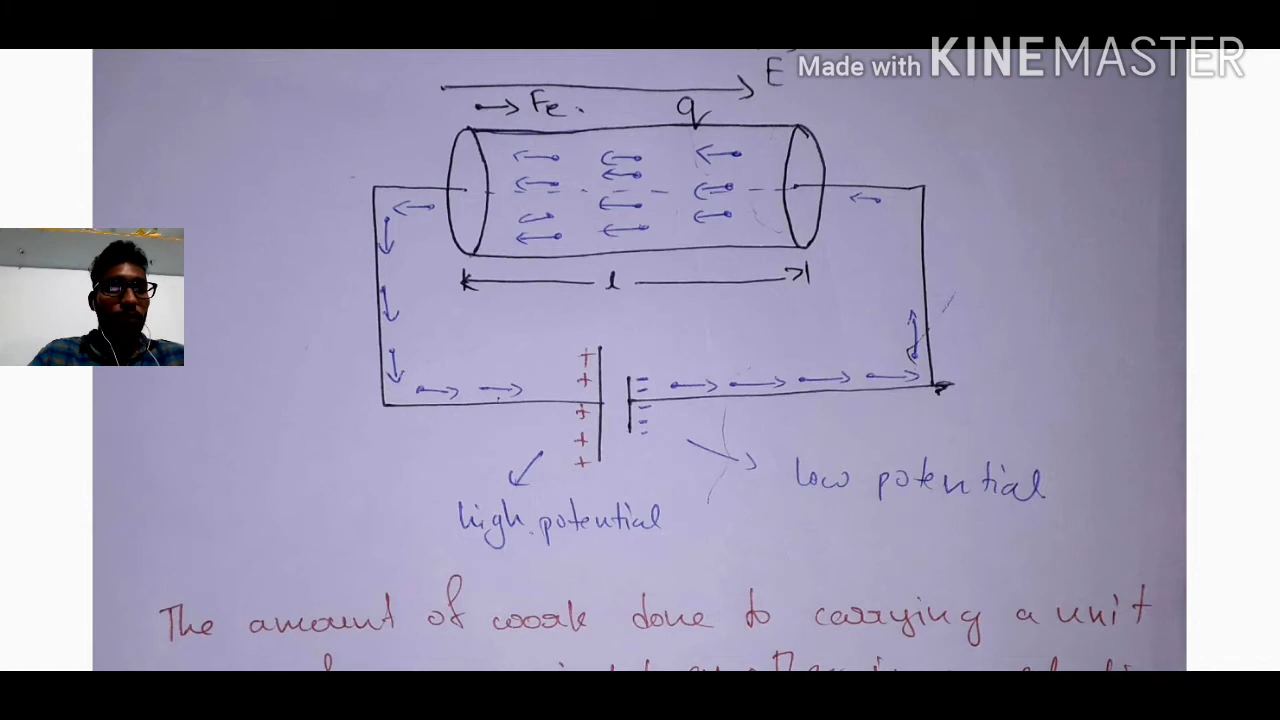 Made with KINEMASTER
E
Fe.
q
l
+ + + + +
high potential
low potential
The amount of work done to carrying a unit